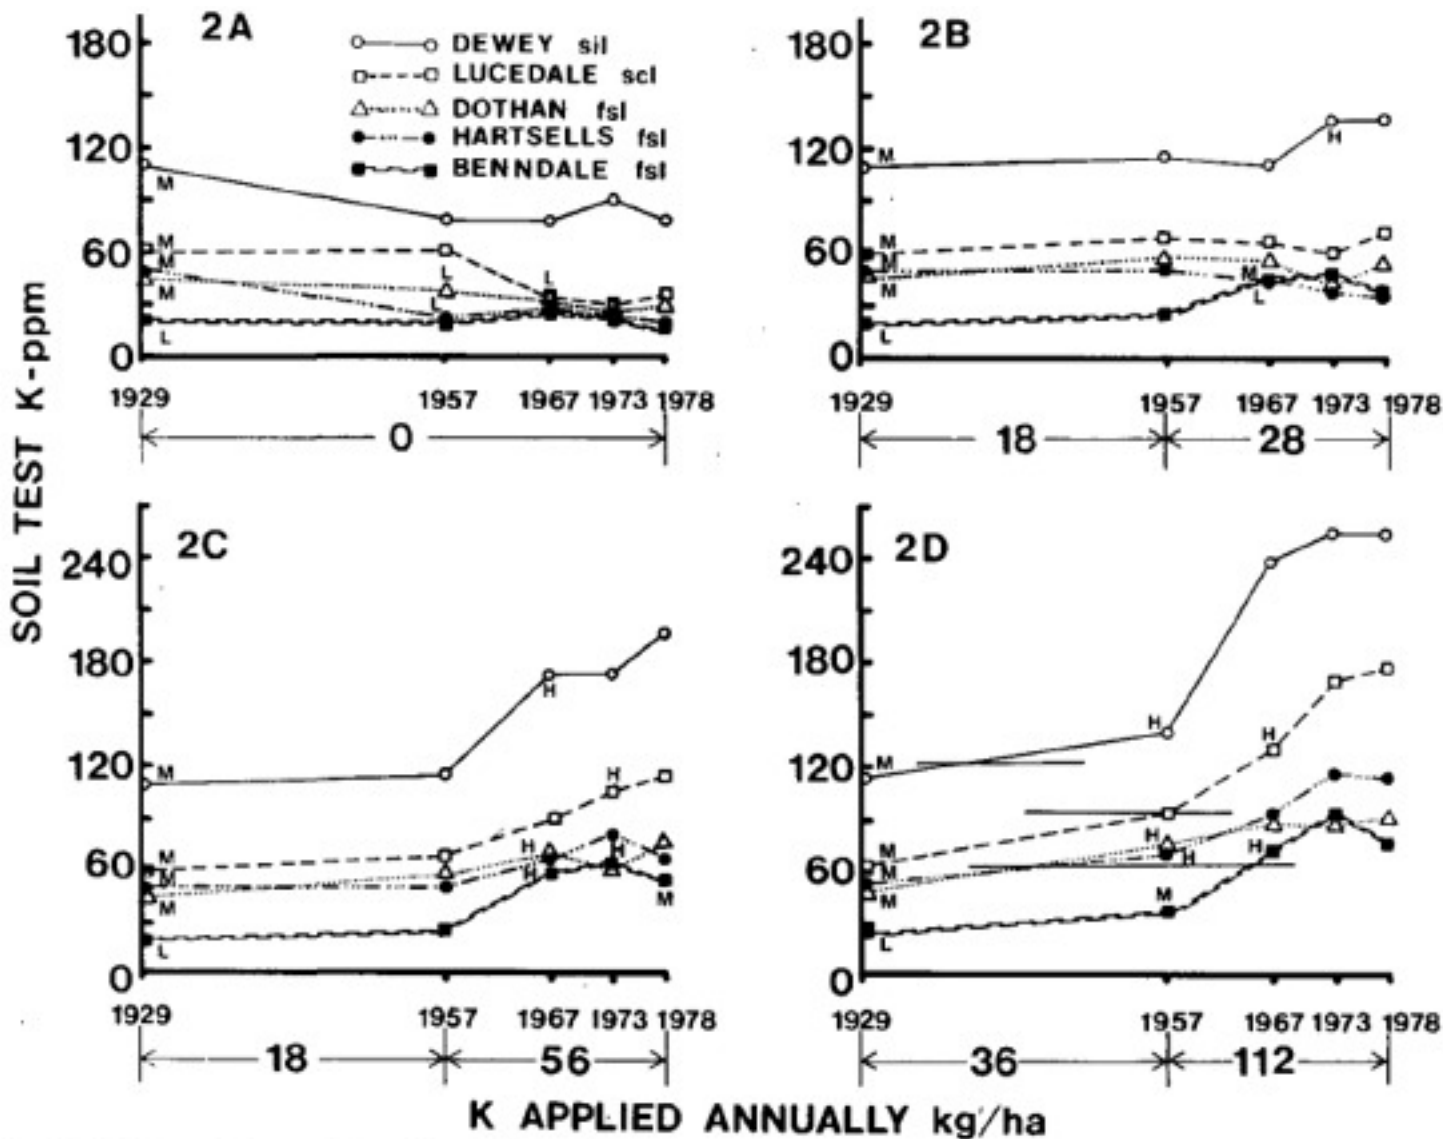 SOIL TEST K-ppm
2A
DEWEY sil
LUCEDALE scl
DOTHAN fsl
HARTSELLS fsl
BENNDALE fsl
180
120
60
0
M
M
M
M
L
L
L
L
1929 1957 1967 1973 1978
0
2B
180
120
60
0
M
H
M
M
M
M
L
L
1929 1957 1967 1973 1978
18 28
2C
240
180
120
60
0
H
M
H
M
H
H
M
H
M
M
L
1929 1957 1967 1973 1978
18 56
2D
240
180
120
60
0
H
H
M
H
M
H
H
M
M
M
L
1929 1957 1967 1973 1978
36 112
K APPLIED ANNUALLY kg/ha